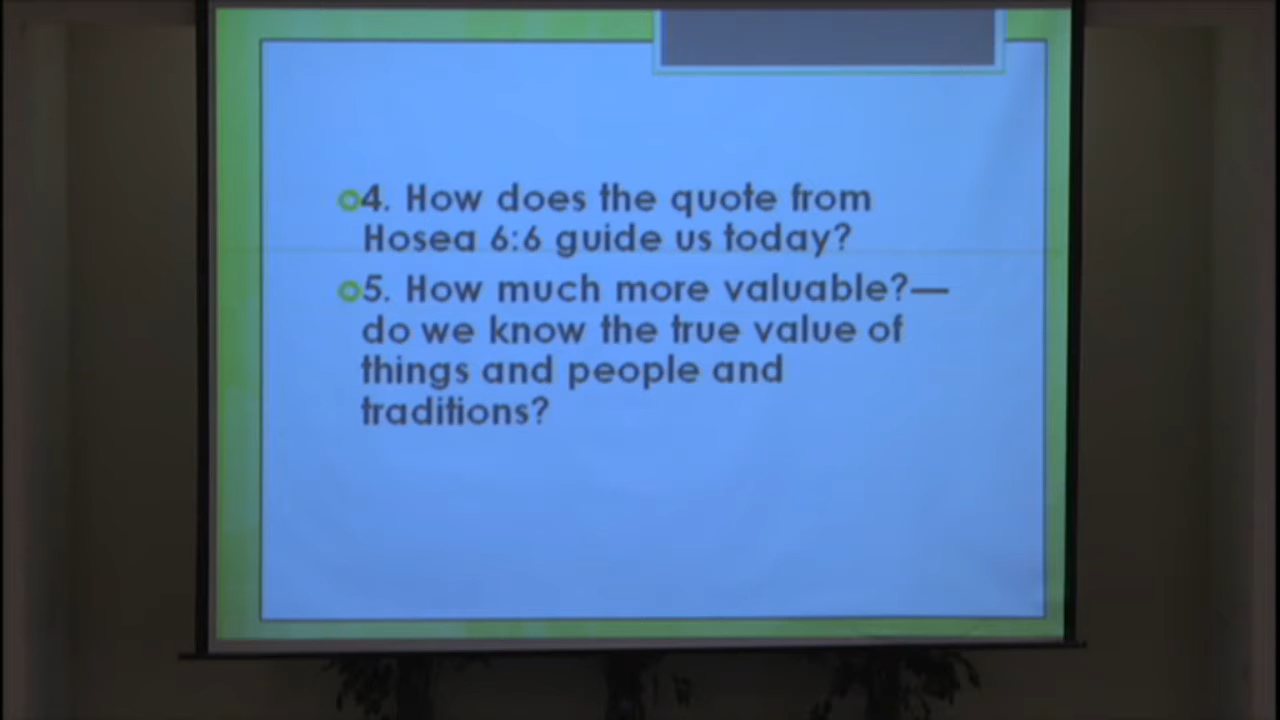 4. How does the quote from
Hosea 6:6 guide us today?
5. How much more valuable?—
do we know the true value of
things and people and
traditions?